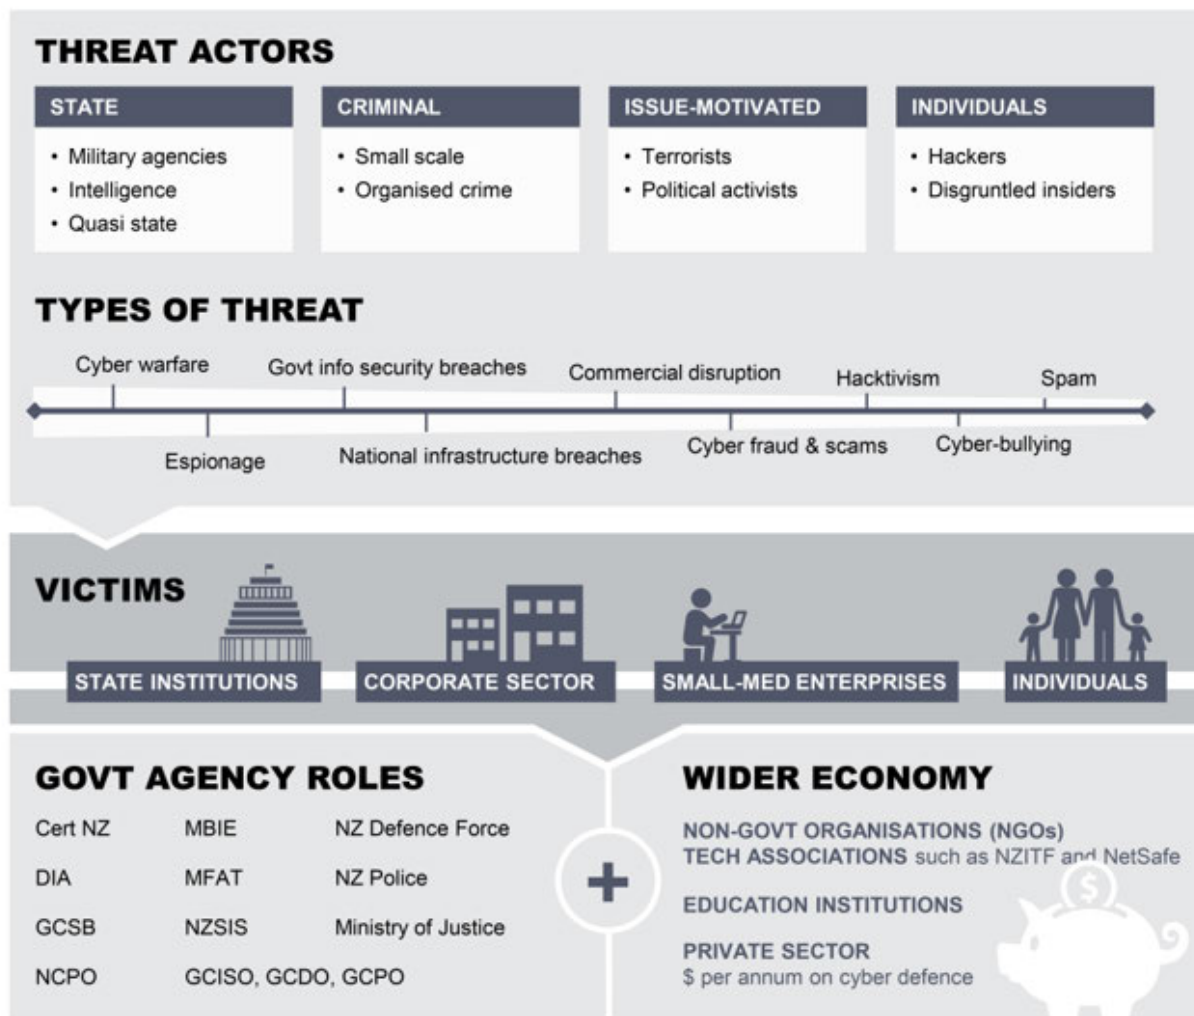 THREAT ACTORS
STATE
• Military agencies
• Intelligence
• Quasi state
CRIMINAL
• Small scale
• Organised crime
ISSUE-MOTIVATED
• Terrorists
• Political activists
INDIVIDUALS
• Hackers
• Disgruntled insiders
TYPES OF THREAT
Cyber warfare
Govt info security breaches
Commercial disruption
Hacktivism
Spam
Espionage
National infrastructure breaches
Cyber fraud & scams
Cyber-bullying
VICTIMS
STATE INSTITUTIONS
CORPORATE SECTOR
SMALL-MED ENTERPRISES
INDIVIDUALS
GOVT AGENCY ROLES
Cert NZ MBIE NZ Defence Force
DIA MFAT NZ Police
GCSB NZSIS Ministry of Justice
NCPO GCISO, GCDO, GCPO
+
WIDER ECONOMY
NON-GOVT ORGANISATIONS (NGOs)
TECH ASSOCIATIONS such as NZITF and NetSafe
EDUCATION INSTITUTIONS
PRIVATE SECTOR
$ per annum on cyber defence
$